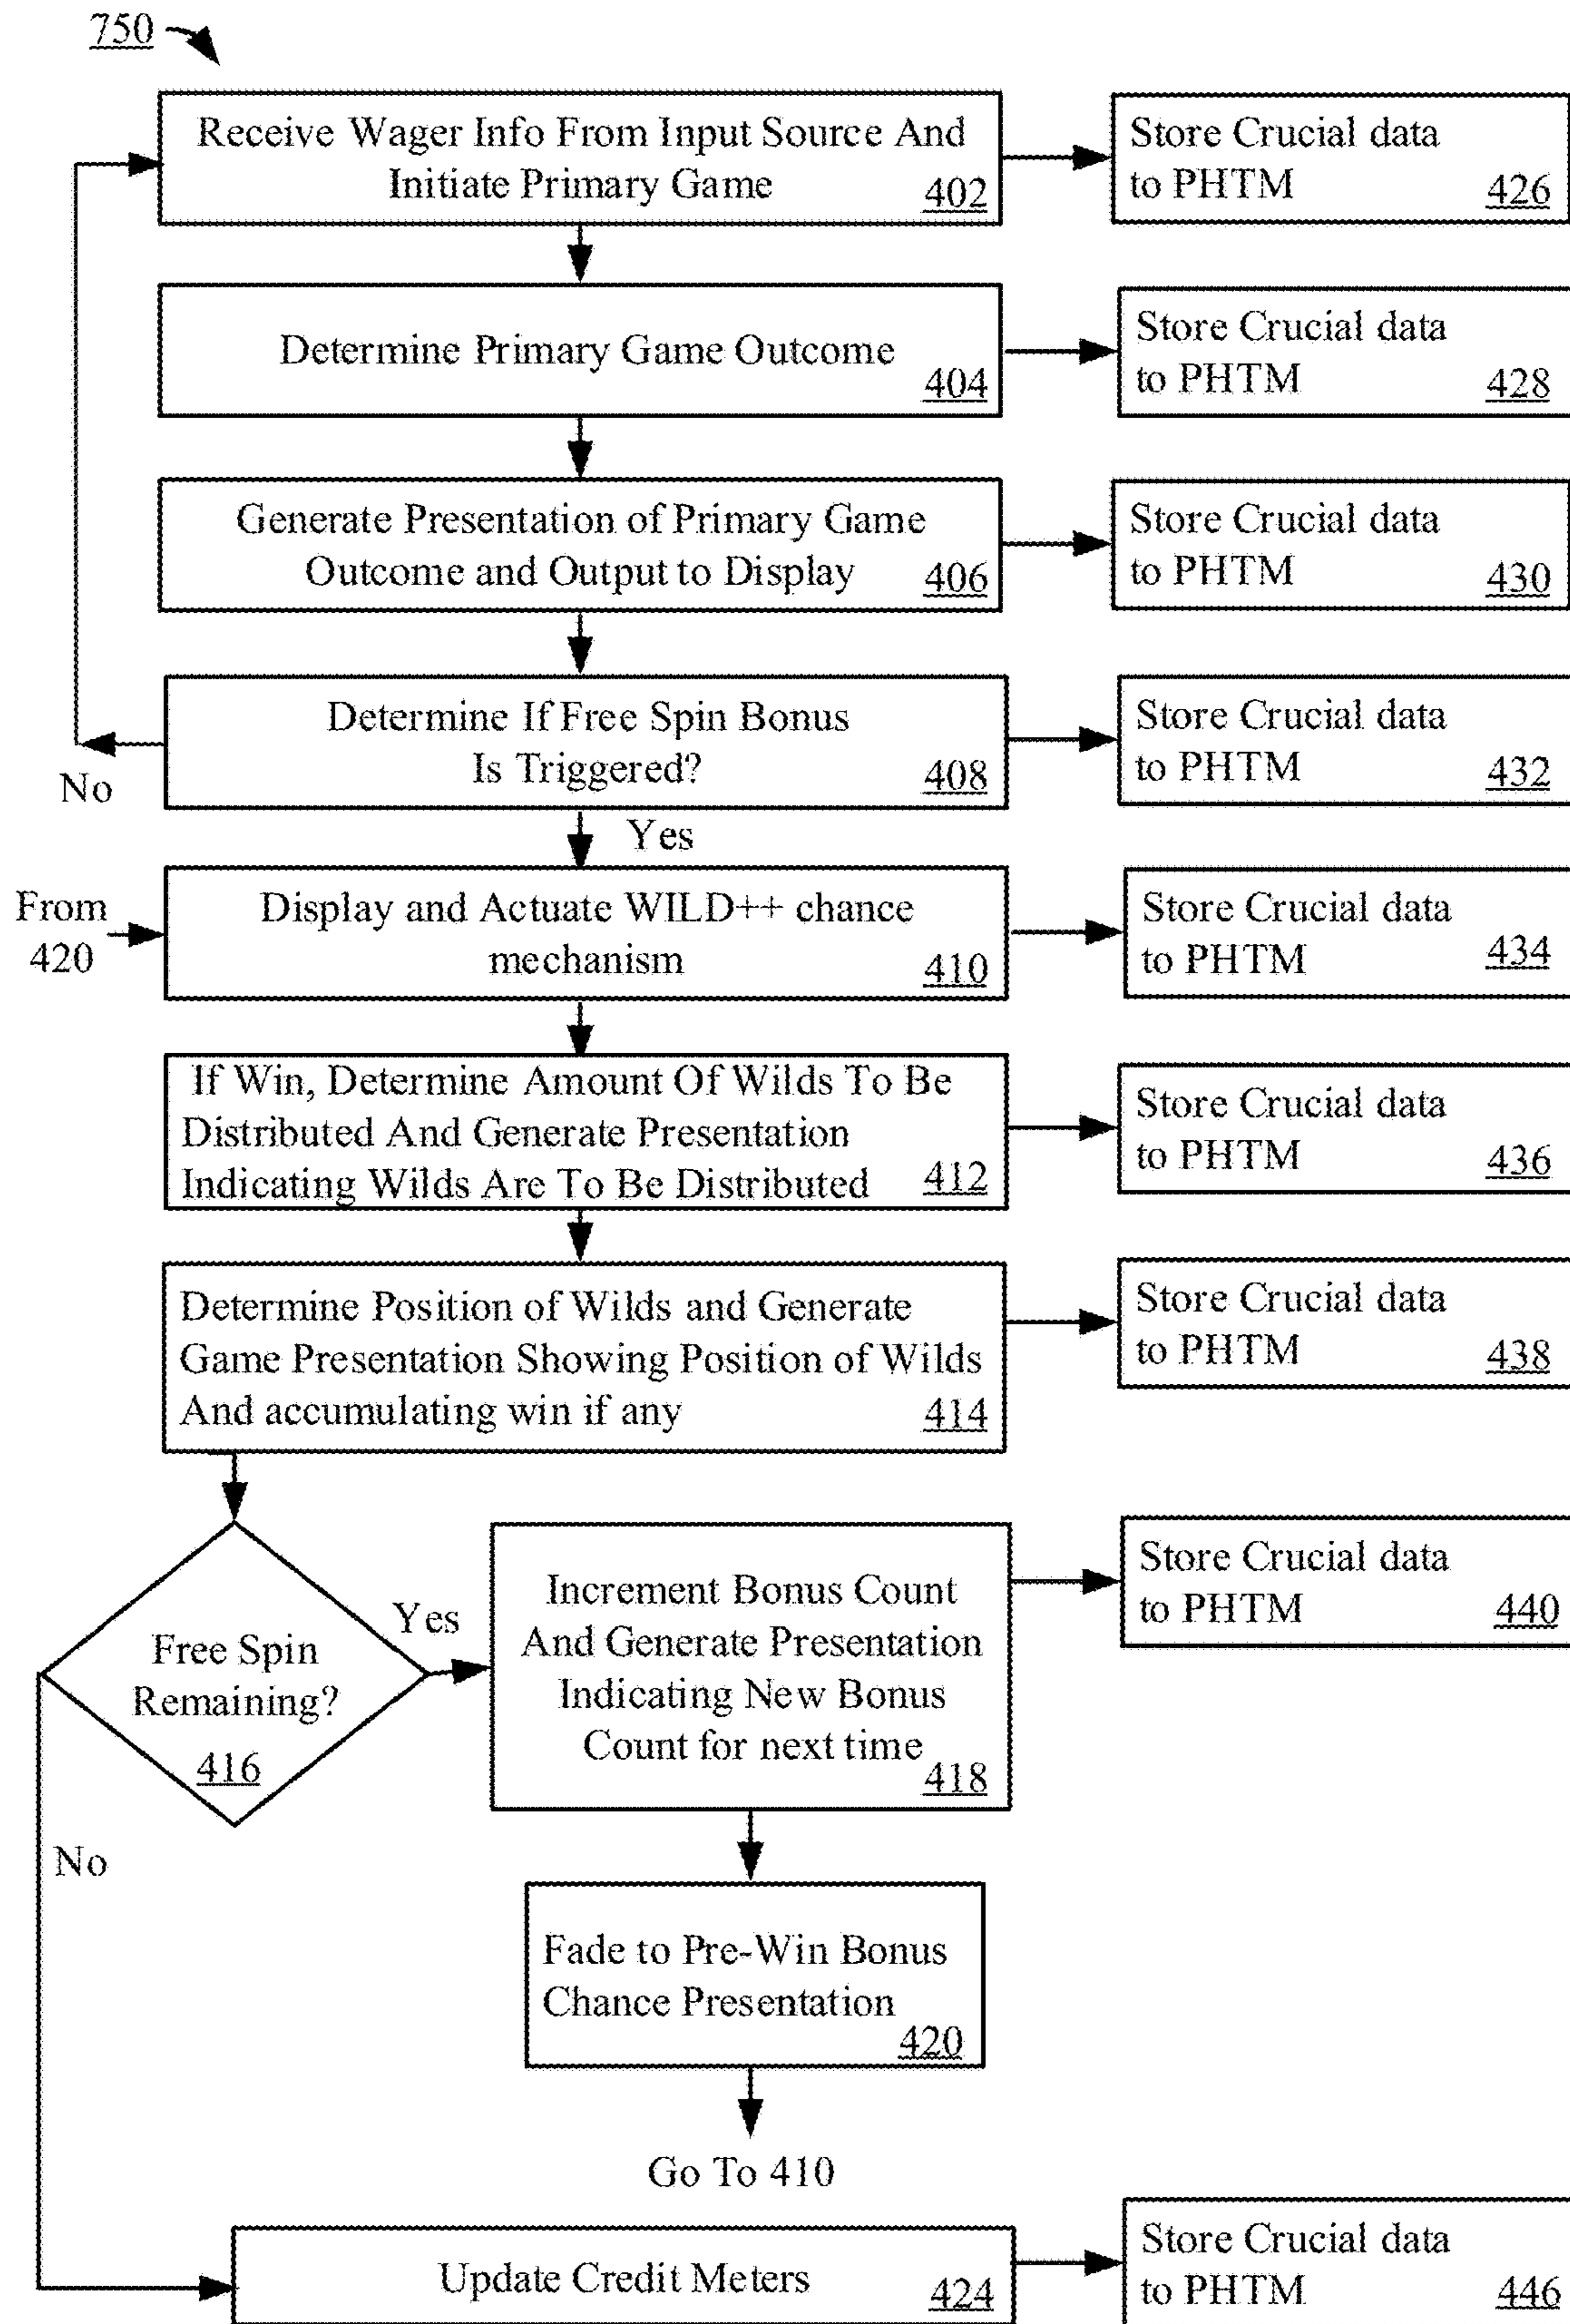 750
Receive Wager Info From Input Source And
Initiate Primary Game
402
Store Crucial data
to PHTM
426
Determine Primary Game Outcome
404
Store Crucial data
to PHTM
428
Generate Presentation of Primary Game
Outcome and Output to Display
406
Store Crucial data
to PHTM
430
Determine If Free Spin Bonus
Is Triggered?
408
Store Crucial data
to PHTM
432
No
Yes
From
420
Display and Actuate WILD++ chance
mechanism
410
Store Crucial data
to PHTM
434
If Win, Determine Amount Of Wilds To Be
Distributed And Generate Presentation
Indicating Wilds Are To Be Distributed
412
Store Crucial data
to PHTM
436
Determine Position of Wilds and Generate
Game Presentation Showing Position of Wilds
And accumulating win if any
414
Store Crucial data
to PHTM
438
Free Spin
Remaining?
416
Yes
Increment Bonus Count
And Generate Presentation
Indicating New Bonus
Count for next time
418
Store Crucial data
to PHTM
440
No
Fade to Pre-Win Bonus
Chance Presentation
420
Go To 410
Update Credit Meters
424
Store Crucial data
to PHTM
446